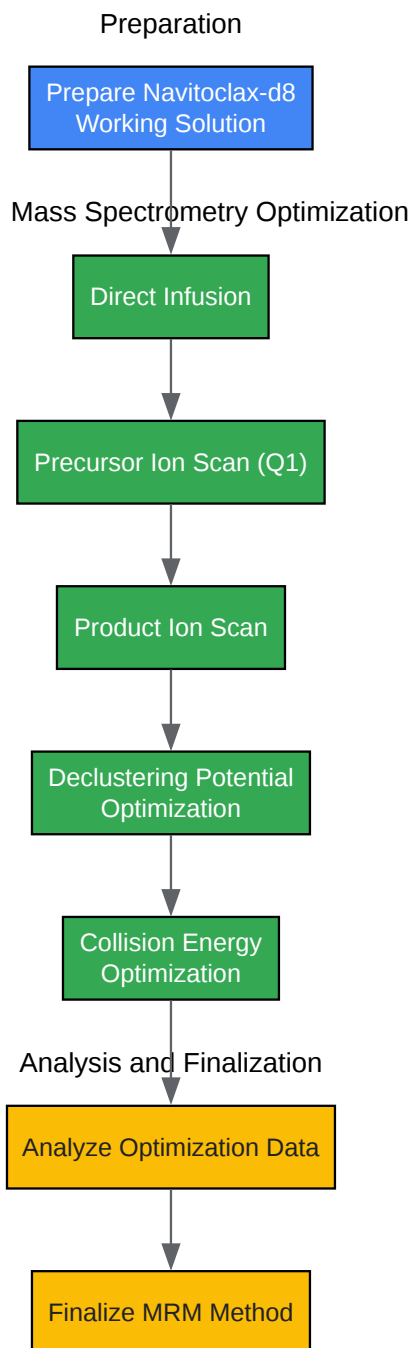 Preparation
Prepare Navitoclax-d8
Working Solution
Mass Spectrometry Optimization
Direct Infusion
Precursor Ion Scan (Q1)
Product Ion Scan
Declustering Potential
Optimization
Collision Energy
Optimization
Analysis and Finalization
Analyze Optimization Data
Finalize MRM Method